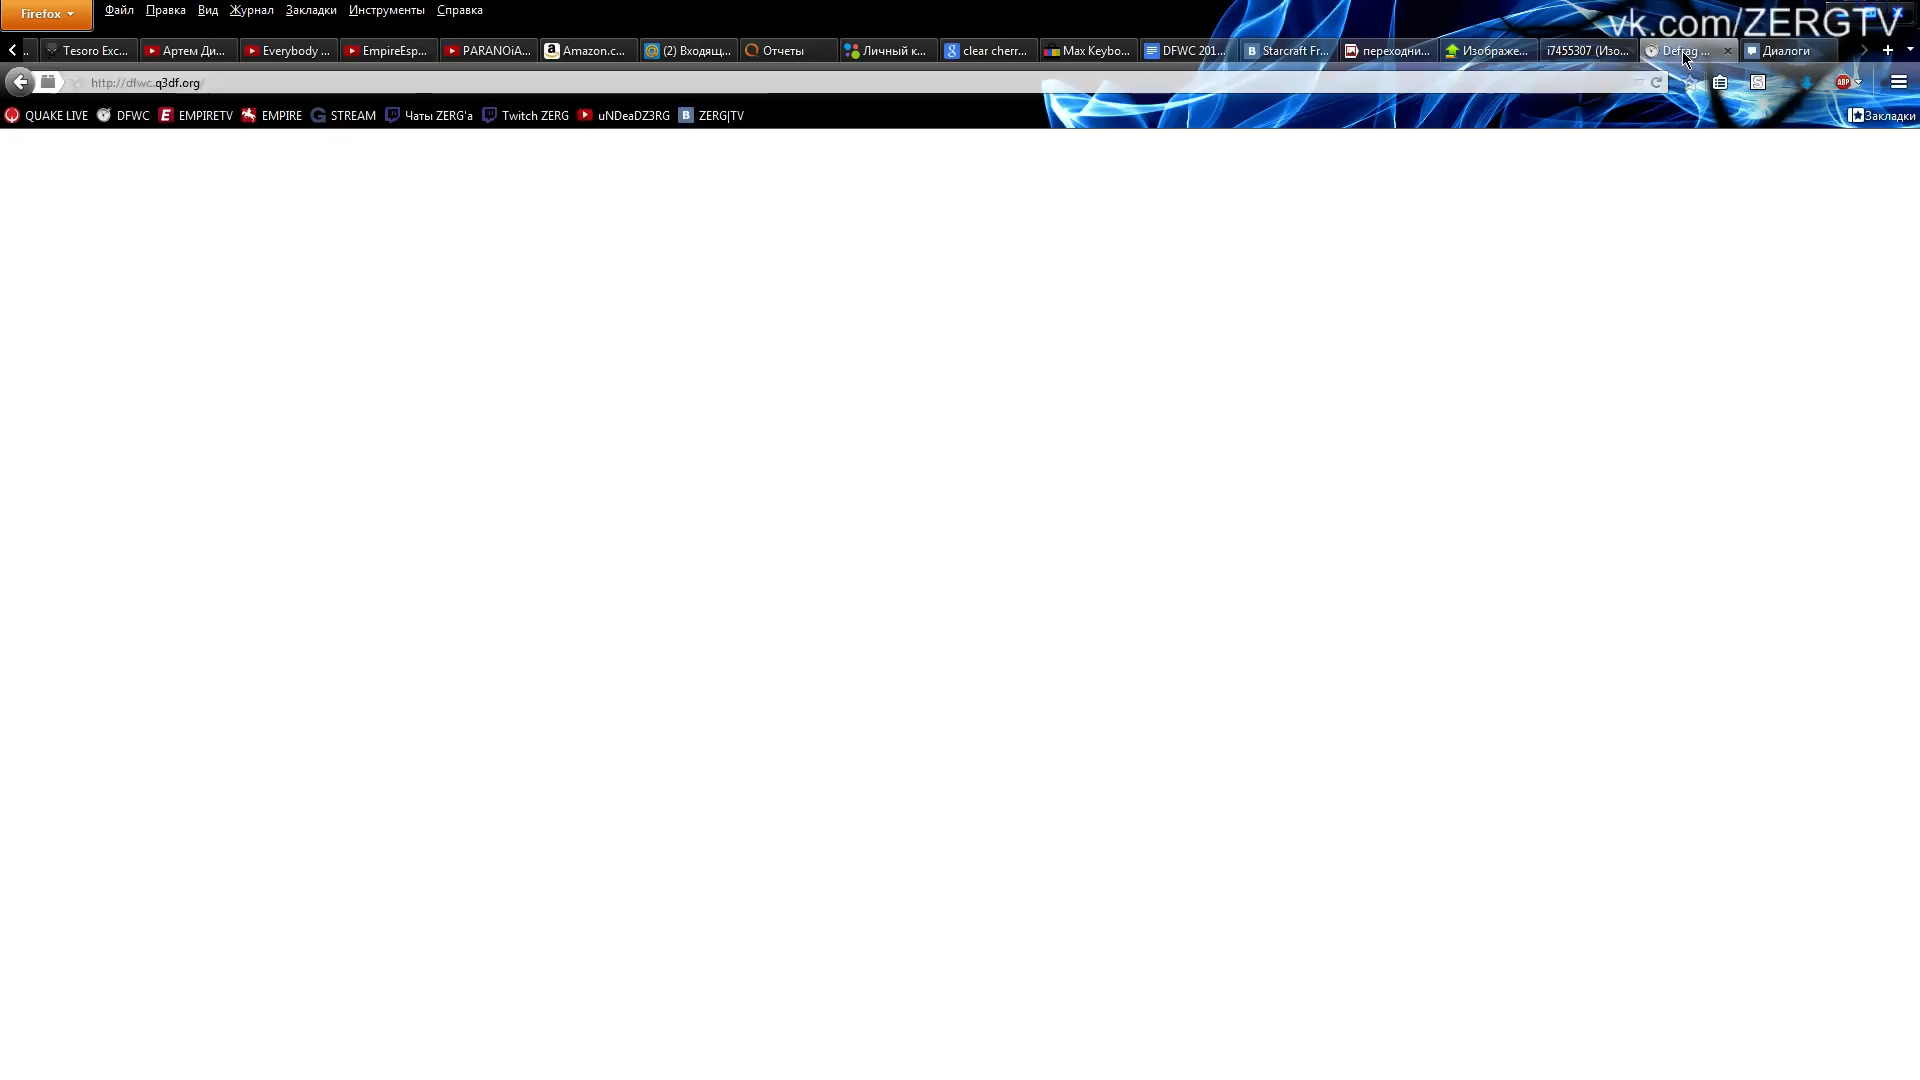 Firefox
Файл Правка Вид Журнал Закладки Инструменты Справка
vk.com/ZERGTV
.. Tesoro Exc... Артем Ди... Everybody ... EmpireEsp... PARANOiA... Amazon.c... (2) Входящ... Отчеты Личный к... clear cherr... Max Keybo... DFWC 201... Starcraft Fr... переходни... Изображе... i7455307 (Изо... Defrag ... Диалоги
http://dfwc.q3df.org/
ABP
QUAKE LIVE DFWC EMPIRETV EMPIRE STREAM Чаты ZERG'a Twitch ZERG uNDeaDZ3RG ZERG|TV Закладки